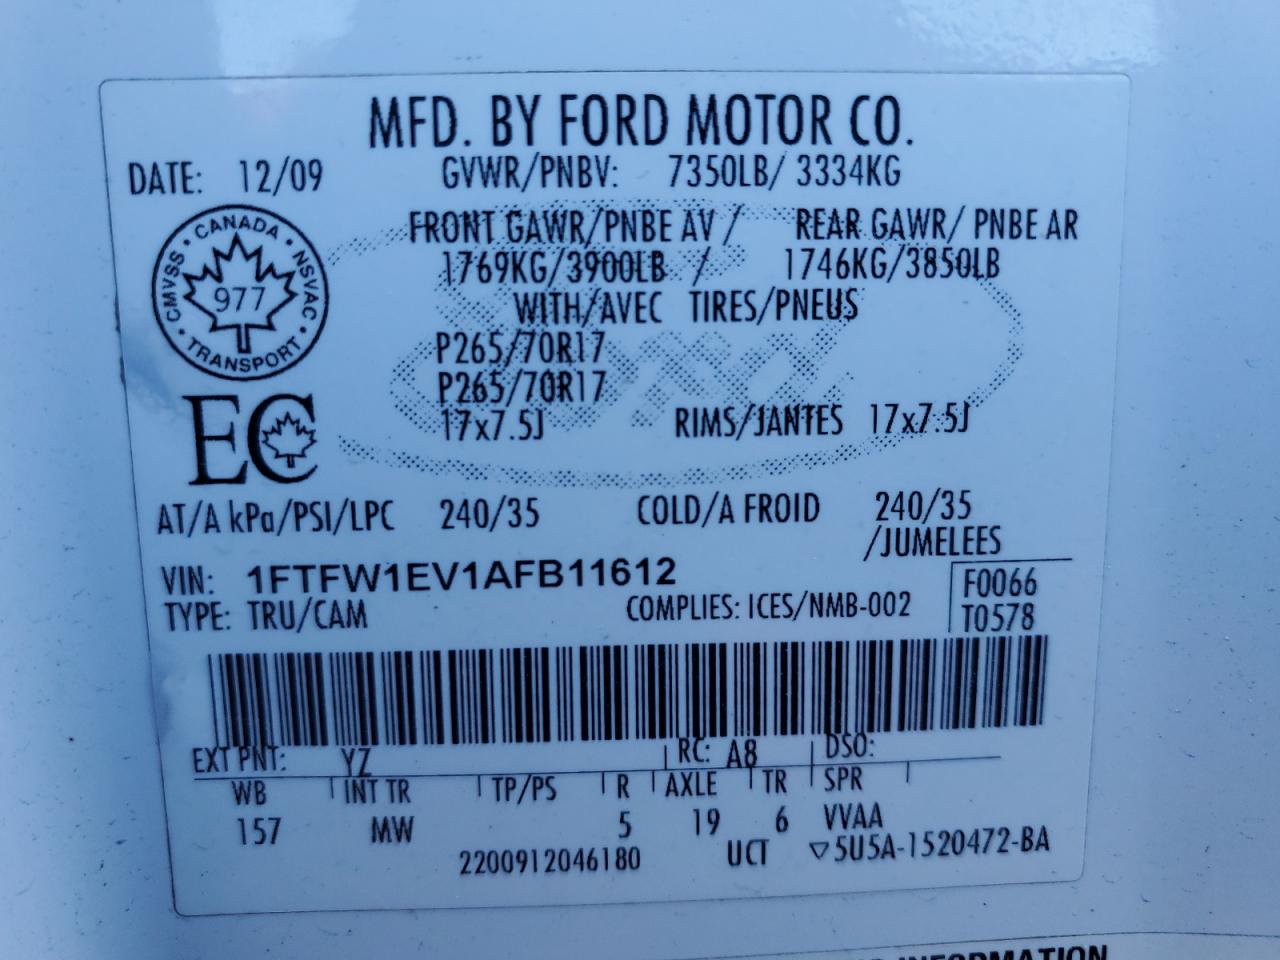 MFD. BY FORD MOTOR CO.
DATE: 12/09 GVWR/PNBV: 7350LB/ 3334KG
FRONT GAWR/PNBE AV / REAR GAWR/ PNBE AR
1769KG/3900LB / 1746KG/3850LB
WITH/AVEC TIRES/PNEUS
P265/70R17
P265/70R17
17x7.5J RIMS/JANTES 17x7.5J
CANADA • NSVAC • TRANSPORT • CMVSS •
977
EC
AT/A kPa/PSI/LPC 240/35 COLD/A FROID 240/35
/JUMELEES
VIN: 1FTFW1EV1AFB11612 F0066
TYPE: TRU/CAM COMPLIES: ICES/NMB-002 T0578
EXT PNT: YZ RC: A8 DSO:
WB INT TR TP/PS R AXLE TR SPR
157 MW 5 19 6 VVAA
2200912046180 UCT ▽5U5A-1520472-BA
INFORMATION